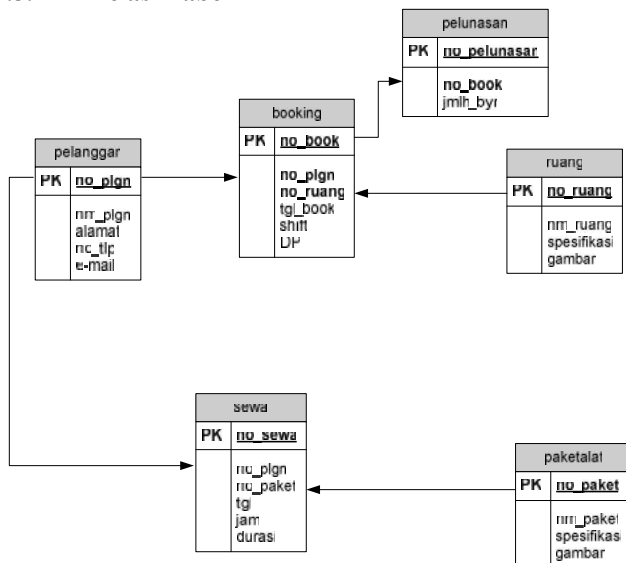 pelunasan
PK no_pelunasan
no_book
jmlh_byr
booking
PK no_book
no_plgn
no_ruang
tgl_book
shift
DP
pelanggan
PK no_plgn
nm_plgn
alamat
no_tlp
e-mail
ruang
PK no_ruang
nm_ruang
spesifikasi
gambar
sewa
PK no_sewa
no_plgn
no_paket
tgl
jam
durasi
paketalat
PK no_paket
nm_paket
spesifikasi
gambar